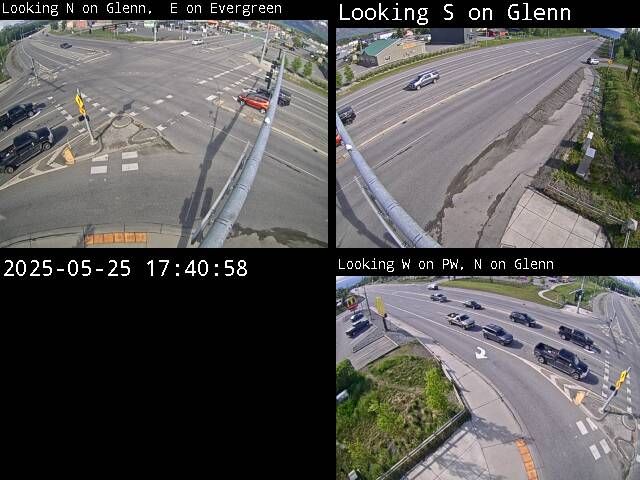 Looking N on Glenn,  E on Evergreen
Looking S on Glenn
2025-05-25 17:40:58
Looking W on PW, N on Glenn